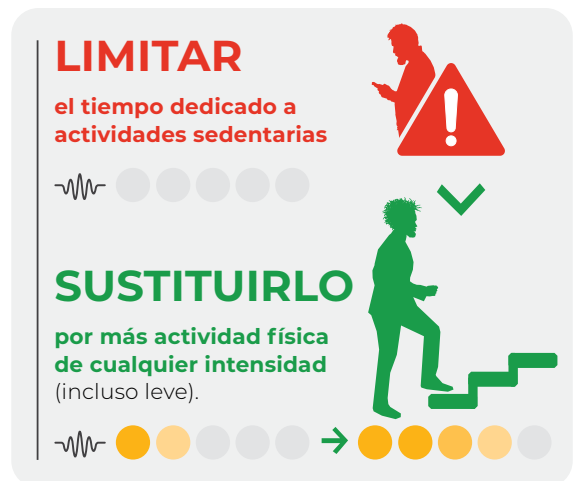 LIMITAR
el tiempo dedicado a
actividades sedentarias
SUSTITUIRLO
por más actividad física
de cualquier intensidad
(incluso leve).